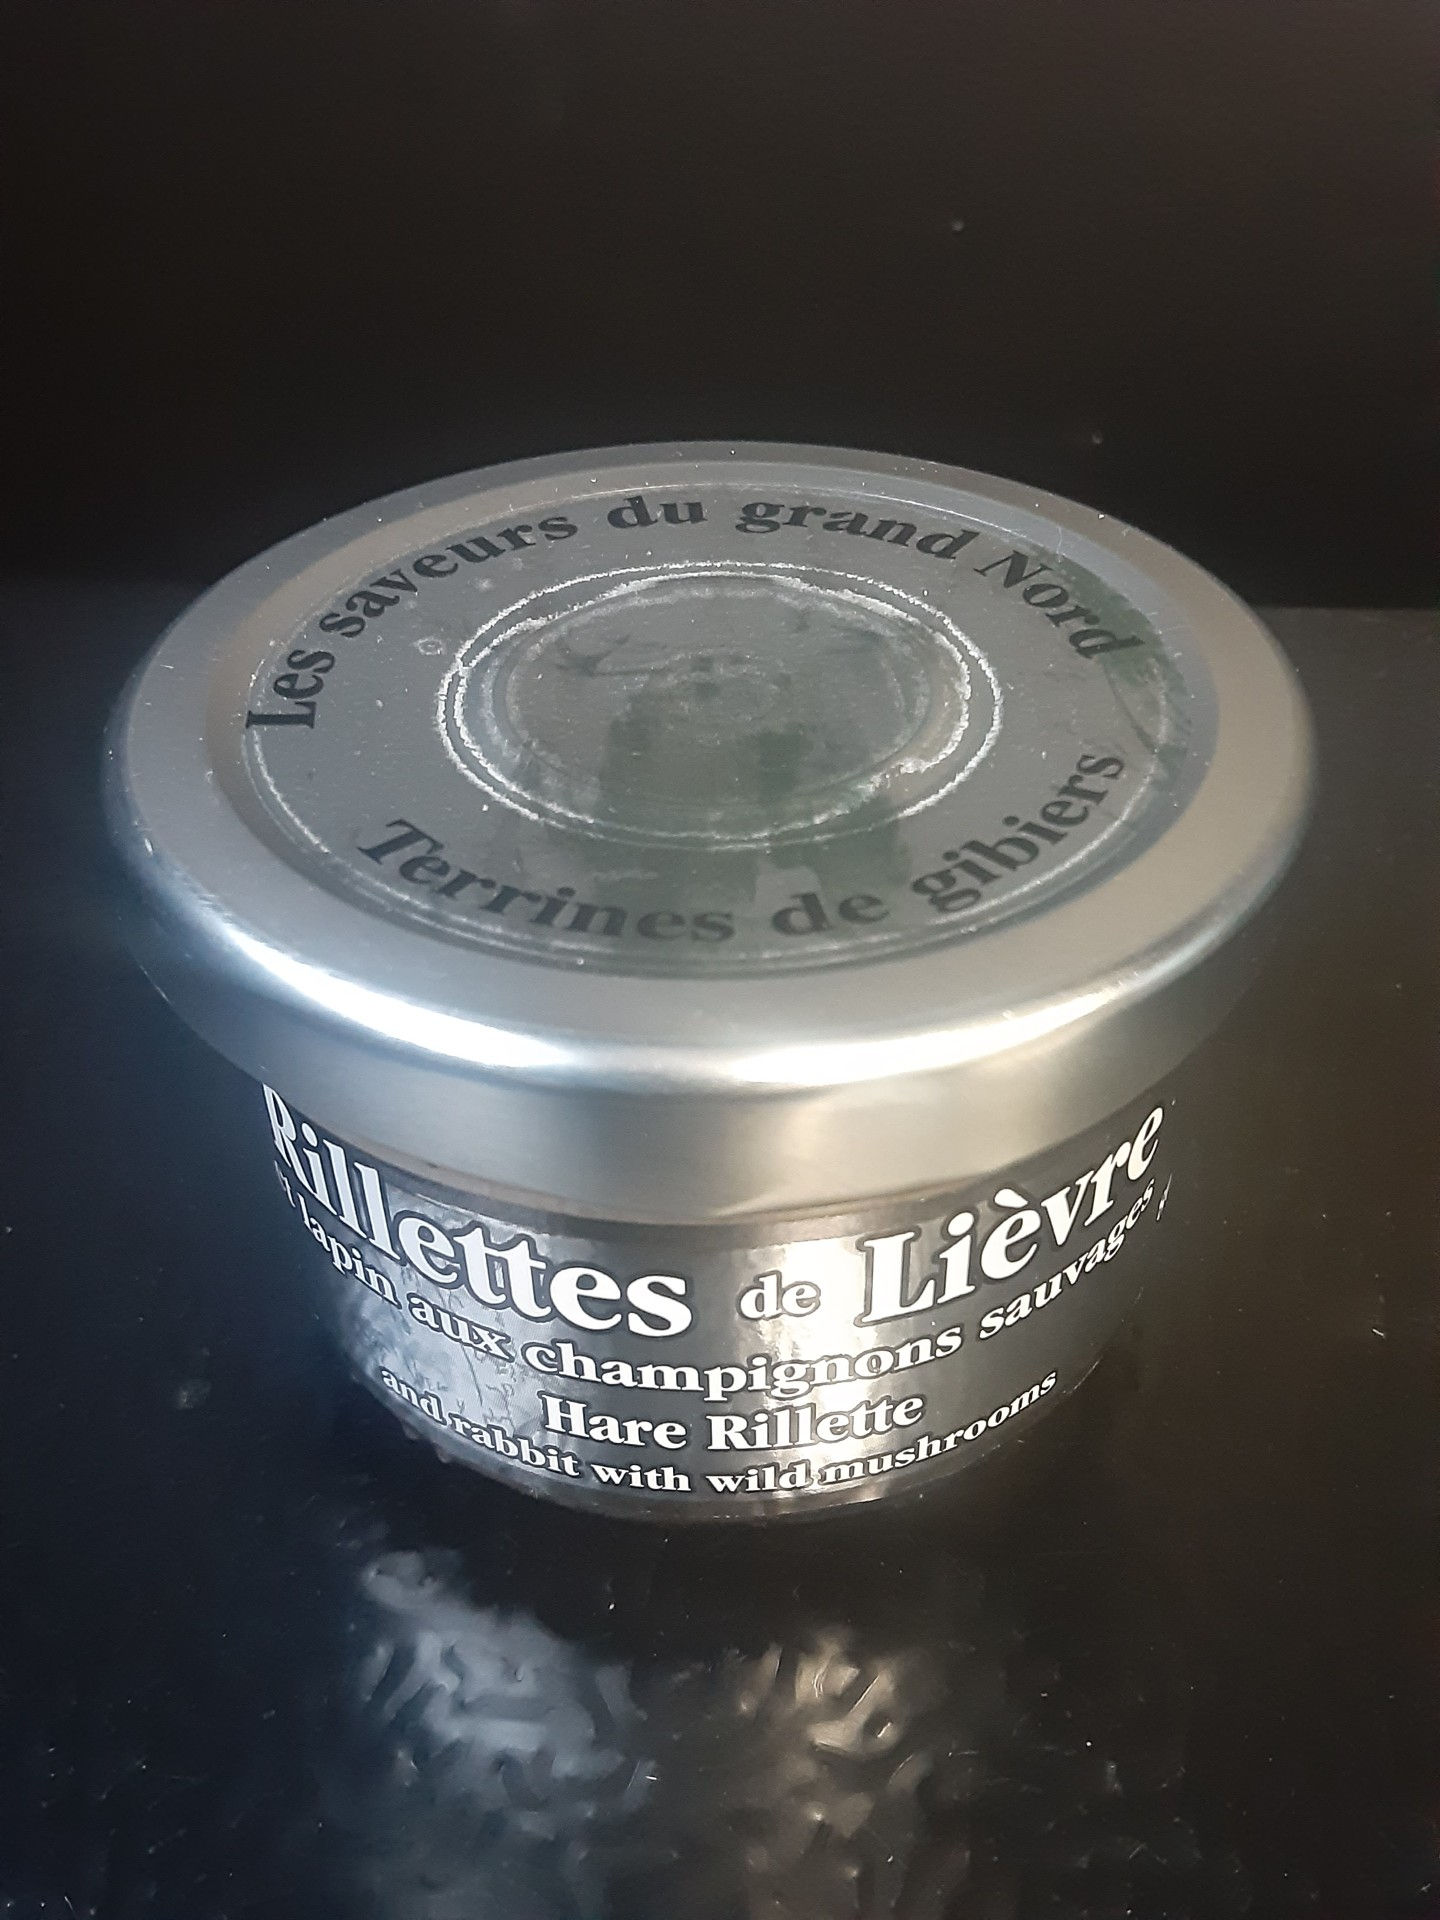 Les saveurs du grand Nord
Terrines de gibiers
Rillettes de Lièvre
et lapin aux champignons sauvages
Hare Rillette
and rabbit with wild mushrooms